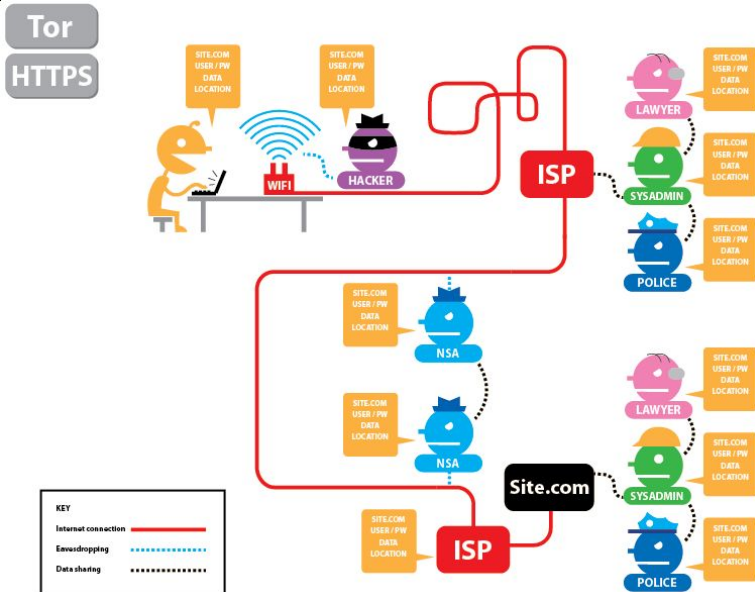 Tor
HTTPS
SITE.COM
USER / PW
DATA
LOCATION
SITE.COM
USER / PW
DATA
LOCATION
WIFI
HACKER
ISP
SITE.COM
USER / PW
DATA
LOCATION
LAWYER
SITE.COM
USER / PW
DATA
LOCATION
SYSADMIN
SITE.COM
USER / PW
DATA
LOCATION
POLICE
SITE.COM
USER / PW
DATA
LOCATION
NSA
SITE.COM
USER / PW
DATA
LOCATION
NSA
SITE.COM
USER / PW
DATA
LOCATION
LAWYER
SITE.COM
USER / PW
DATA
LOCATION
SYSADMIN
SITE.COM
USER / PW
DATA
LOCATION
POLICE
Site.com
SITE.COM
USER / PW
DATA
LOCATION
ISP
KEY
Internet connection
Eavesdropping
Data sharing